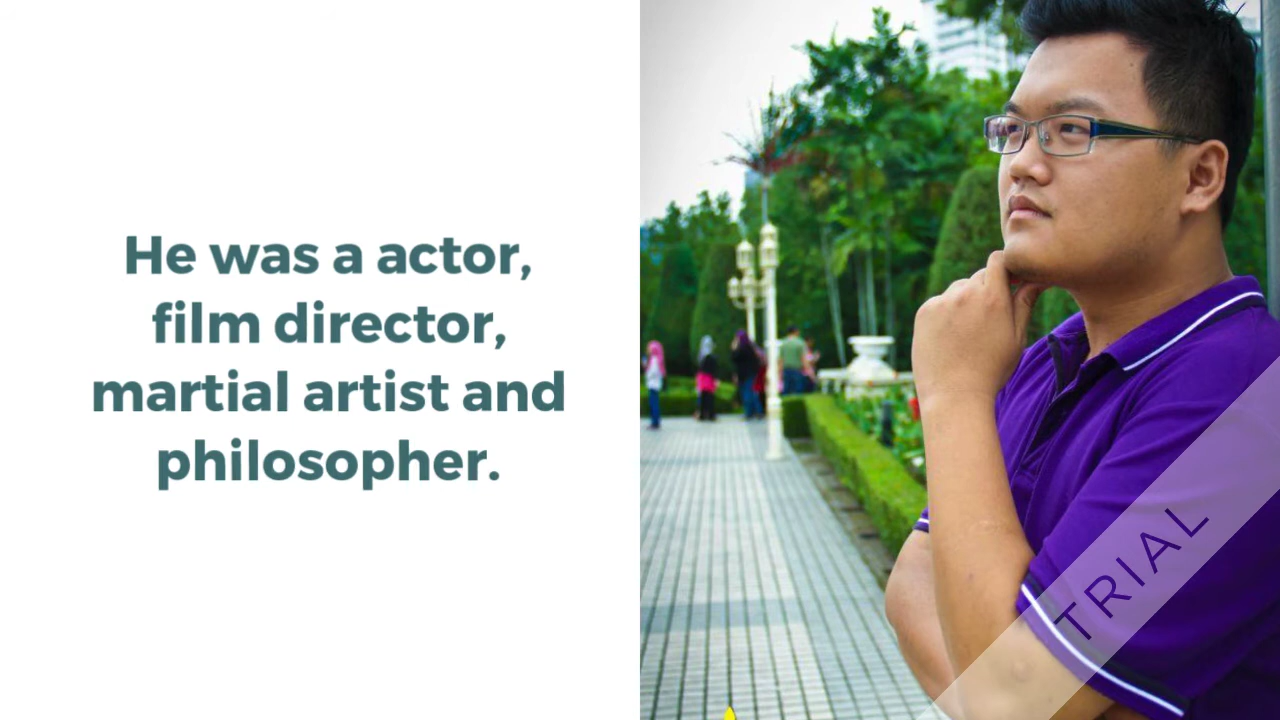 He was a actor,
film director,
martial artist and
philosopher.
TRIAL